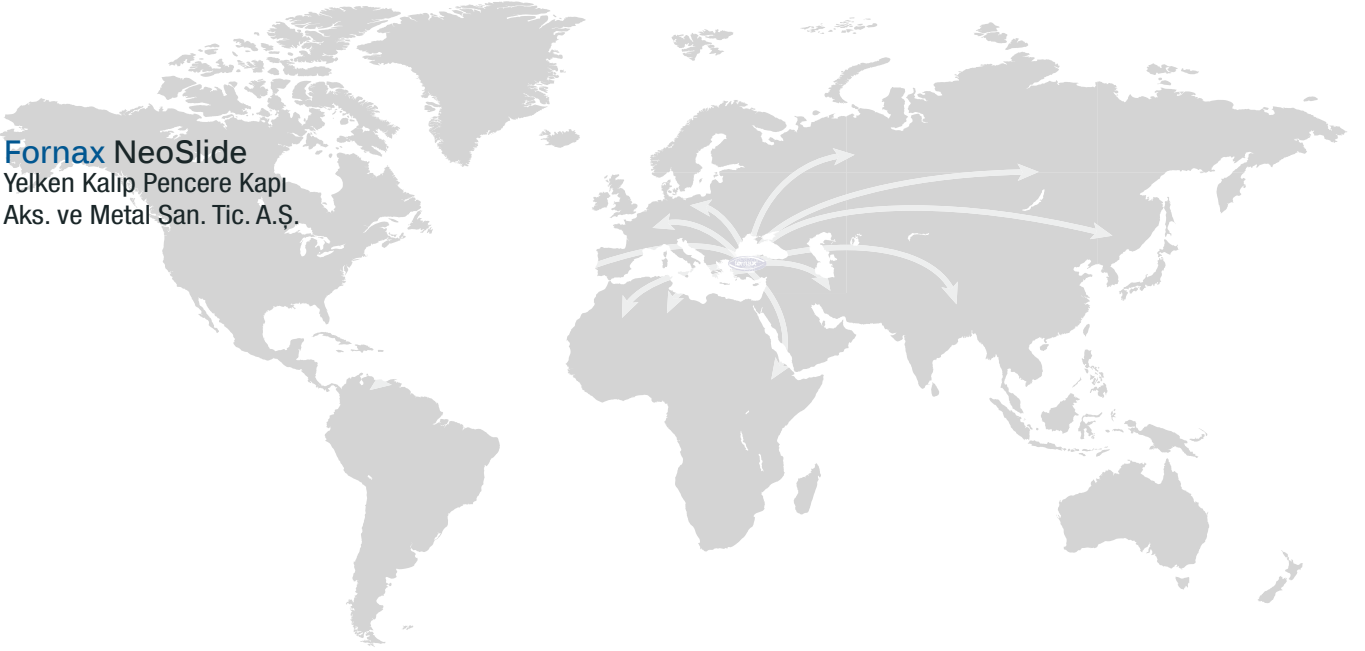 Fornax NeoSlide
Yelken Kalıp Pencere Kapı
Aks. ve Metal San. Tic. A.Ş.